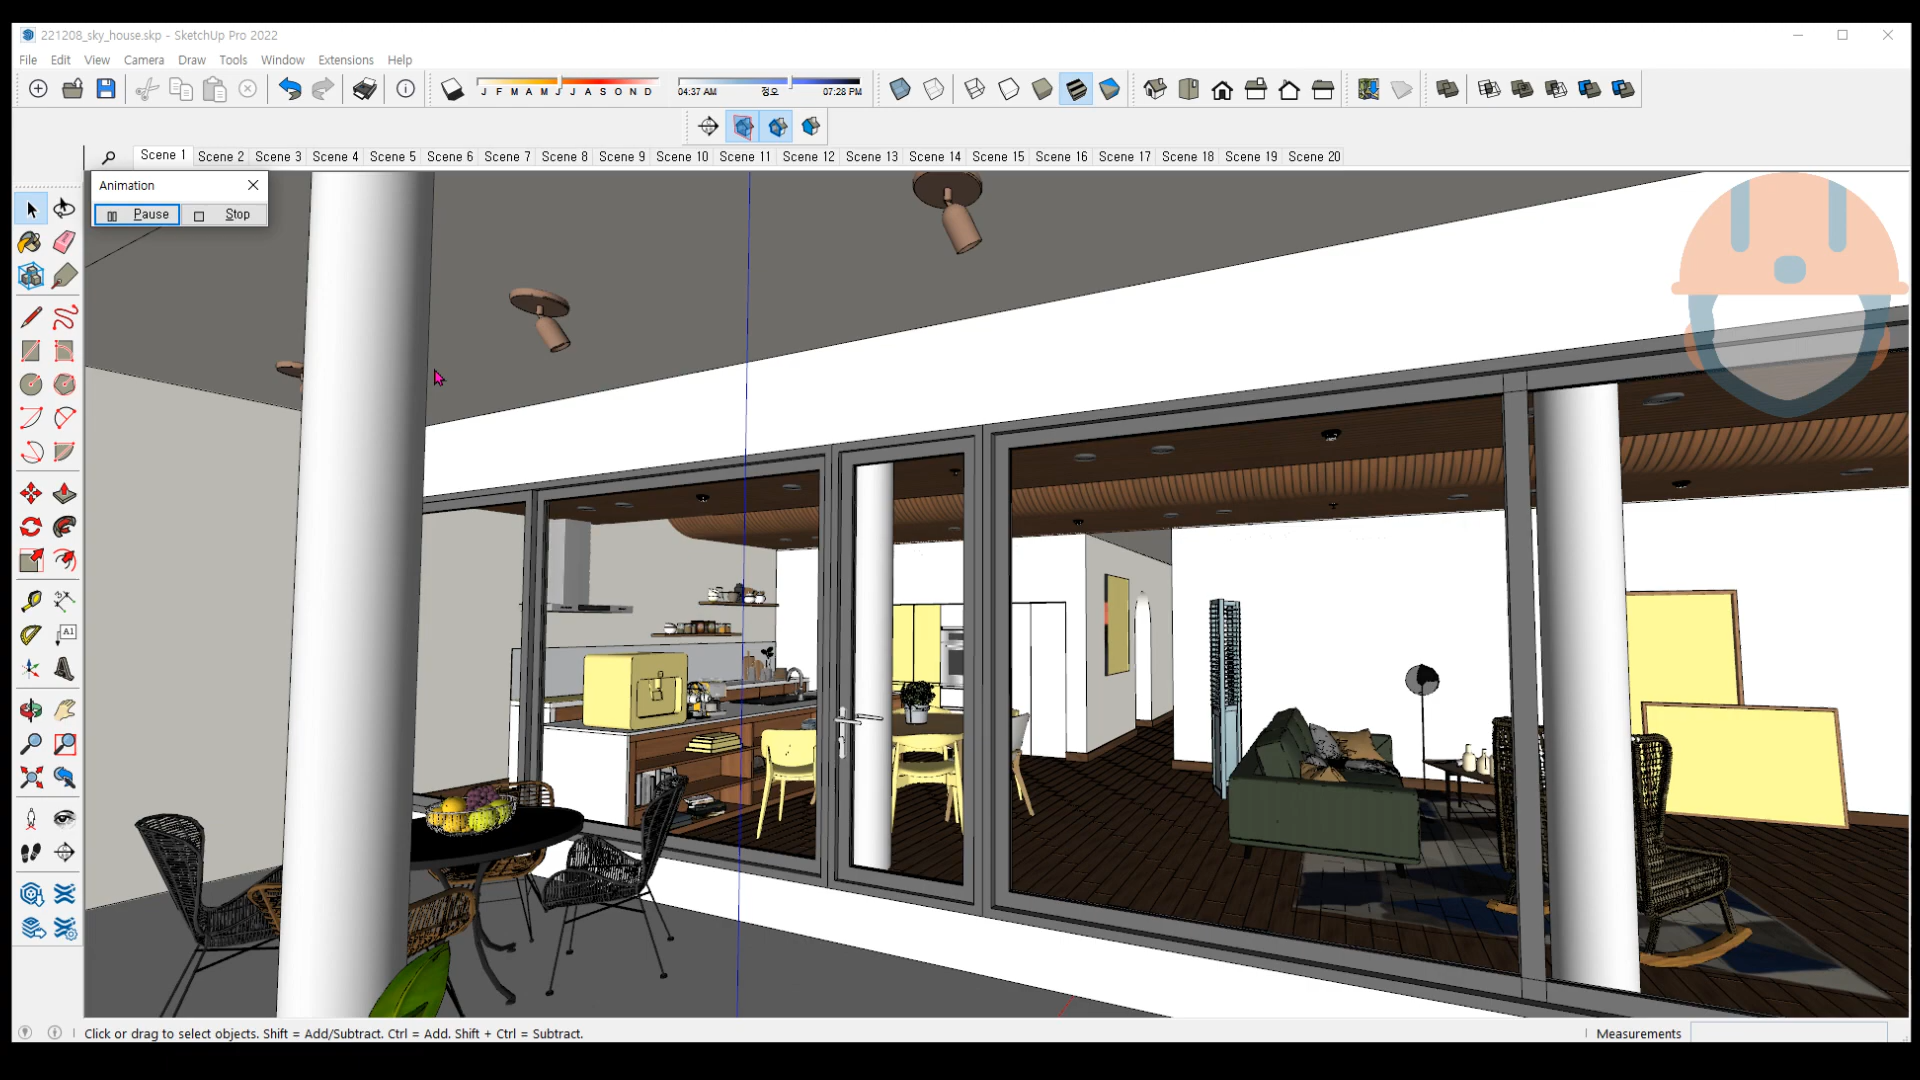 221208_sky_house.skp - SketchUp Pro 2022
File Edit View Camera Draw Tools Window Extensions Help
J F M A M J J A S O N D
04:37 AM 정오 07:28 PM
Scene 1 Scene 2 Scene 3 Scene 4 Scene 5 Scene 6 Scene 7 Scene 8 Scene 9 Scene 10 Scene 11 Scene 12 Scene 13 Scene 14 Scene 15 Scene 16 Scene 17 Scene 18 Scene 19 Scene 20
Animation
Pause Stop
A1
Click or drag to select objects. Shift = Add/Subtract. Ctrl = Add. Shift + Ctrl = Subtract.
Measurements